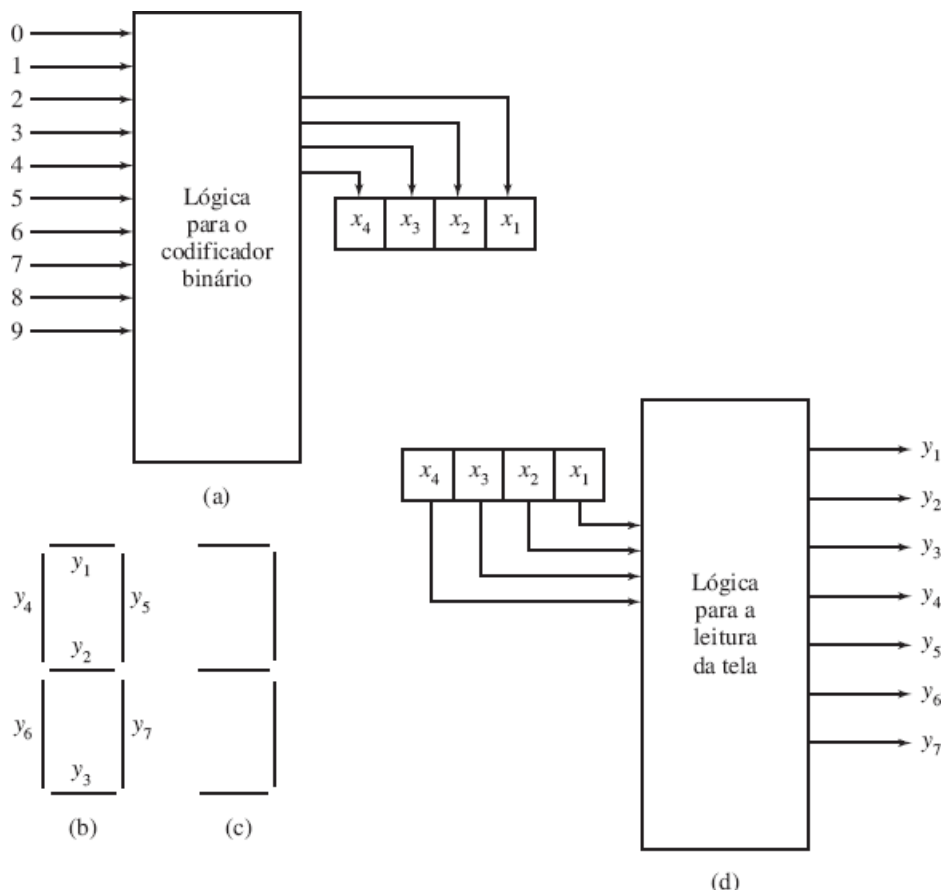 0
1
2
3
4
5
6
7
8
9
Lógica
para o
codificador
binário
x4 x3 x2 x1
(a)
x4 x3 x2 x1
Lógica
para a
leitura
da tela
y1
y2
y3
y4
y5
y6
y7
(d)
y1
y4 y5
y2
y6 y7
y3
(b) (c)